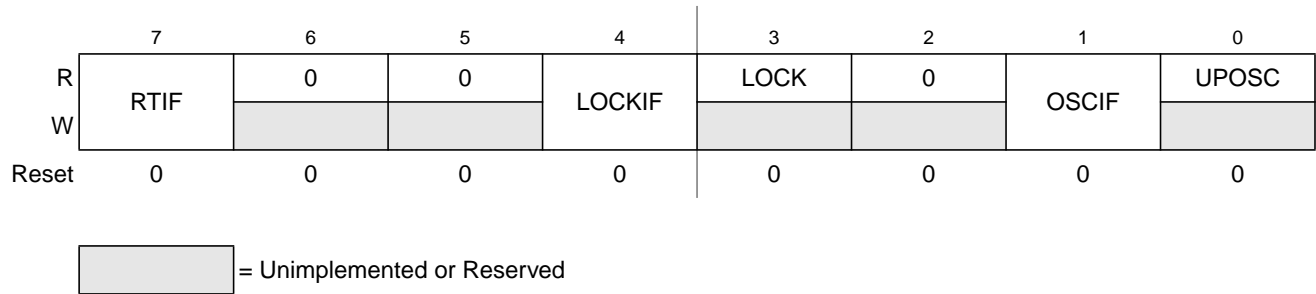 7 6 5 4 3 2 1 0
R RTIF 0 0 LOCKIF LOCK 0 OSCIF UPOSC
W
Reset 0 0 0 0 0 0 0 0
= Unimplemented or Reserved